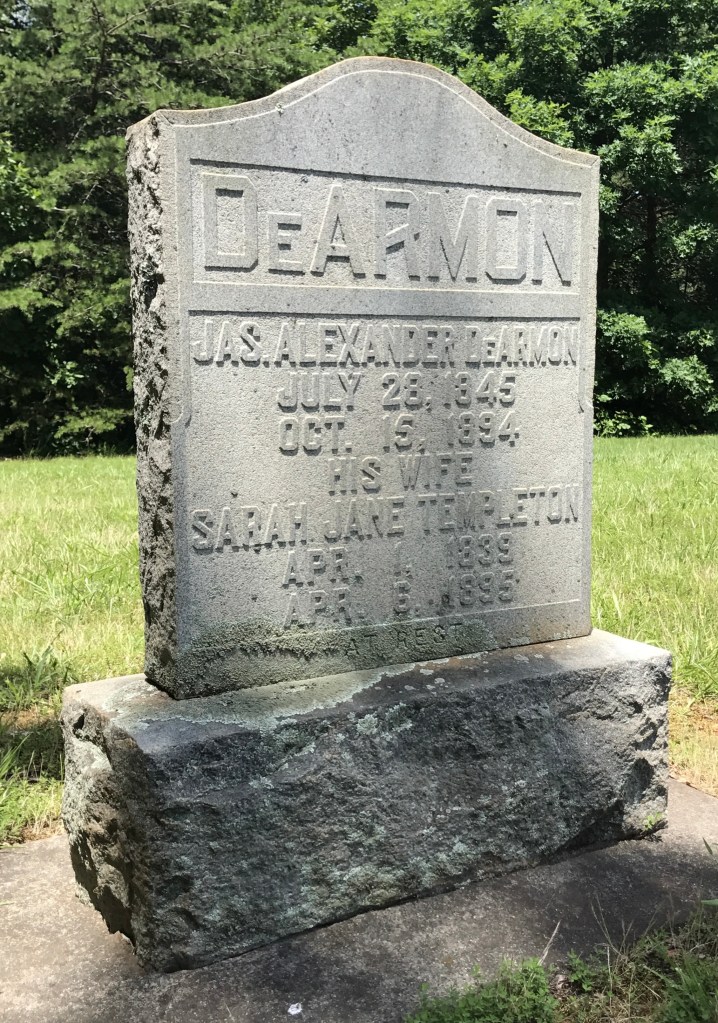 DeARMON
JAS. ALEXANDER DeARMON
JULY 28, 1845
OCT. 15, 1894
HIS WIFE
SARAH JANE TEMPLETON
APR. 1, 1839
APR. 6, 1895
AT REST